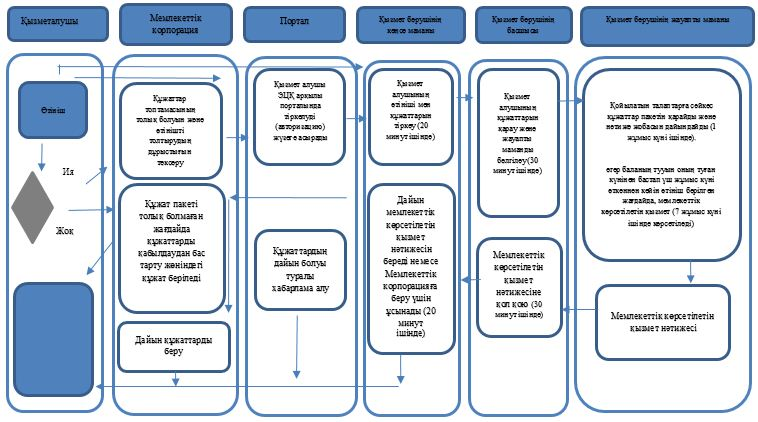 Қызметалушы
Мемлекеттік
корпорация
Портал
Қызмет берушінің
кеңсе маманы
Қызмет берушінің
басшысы
Қызмет берушінің жауапты маманы
Өтініш
Ия
Жоқ
Құжаттар
топтамасының
толық болуын және
өтінішті
толтырудың
дұрыстығын
тексеру
Құжат пакеті
толық болмаған
жағдайда
құжаттарды
қабылдаудан бас
тарту жөніндегі
құжат беріледі
Дайын құжаттарды
беру
Қызмет алушы
ЭЦҚ арқылы
порталында
тіркелуді
(авторизацию)
жүзеге асырады
Құжаттардың
дайын болуы
туралы
хабарлама алу
Қызмет
алушының
өтініші мен
құжаттарын
тіркеу (20
минут ішінде)
Дайын
мемлекеттік
көрсетілетін
қызмет
нәтижесін
береді немесе
Мемлекеттік
корпорацияға
беру үшін
ұсынады (20
минут
ішінде)
Қызмет
алушының
құжаттарын
қарау және
жауапты
маманды
белгілеу(30
минут ішінде)
Мемлекеттік
көрсетілетін
қызмет
нәтижесіне
қол қою (30
минут ішінде)
Қойылатын талаптарға сәйкес
құжаттар пакетін қарайды және
нәтиже жобасын дайындайды (1
жұмыс күні ішінде).
егер баланың тууын оның туған
күнінен бастап үш жұмыс күні
өткеннен кейін өтініш берілген
жағдайда, мемлекеттік
көрсетілетін қызмет (7 жұмыс күні
ішінде көрсетіледі)
Мемлекеттік көрсетілетін
қызмет нәтижесі